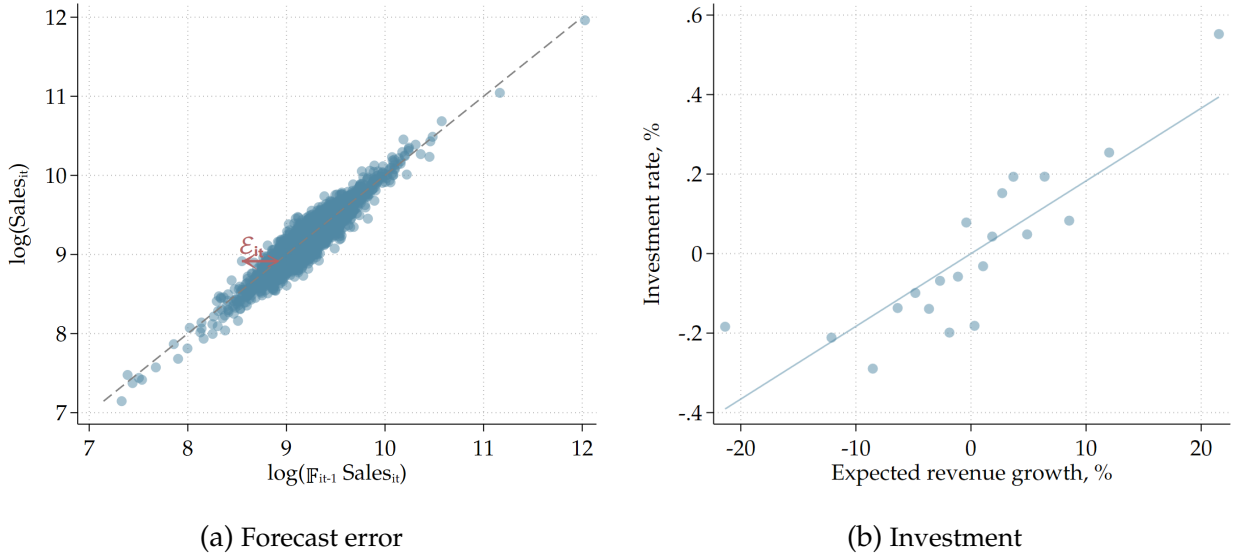 12
11
10
9
8
7
log(Sales_it)
ℰ_it
7 8 9 10 11 12
log(𝔽_it-1 Sales_it)
(a) Forecast error
.6
.4
.2
0
-.2
-.4
Investment rate, %
-20 -10 0 10 20
Expected revenue growth, %
(b) Investment